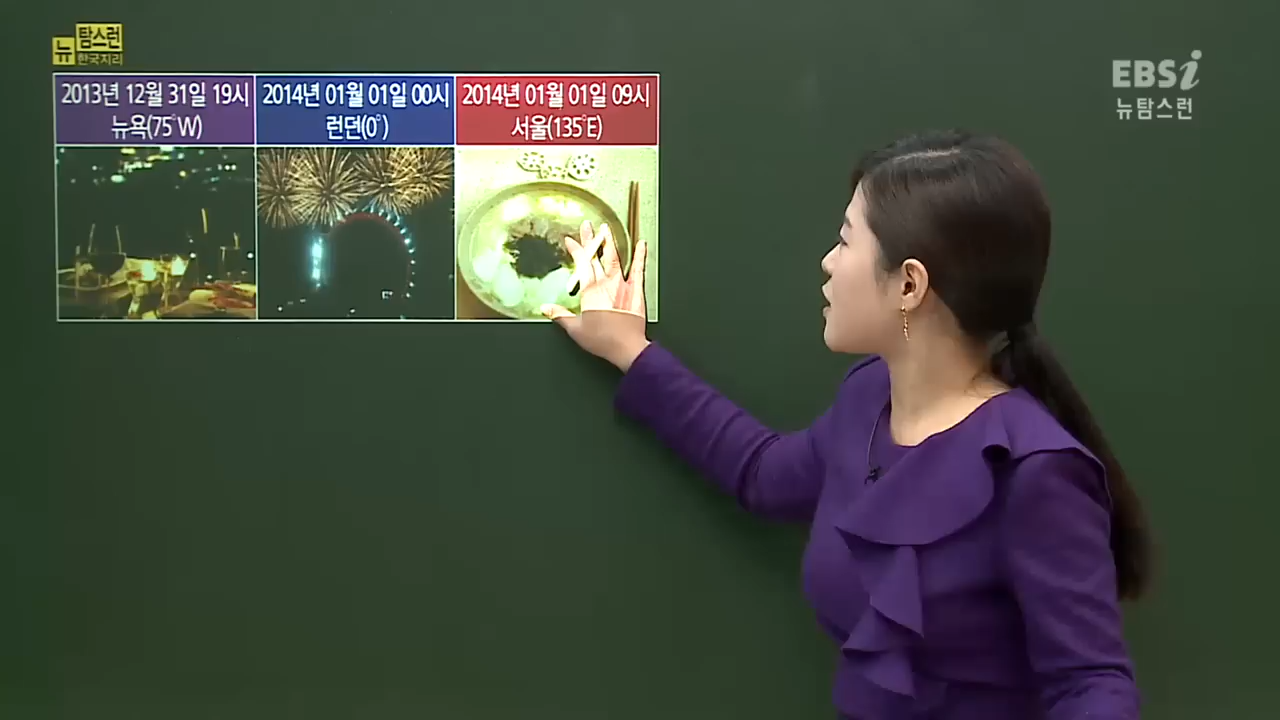 뉴탐스런
한국지리
EBSi
뉴탐스런
2013년 12월 31일 19시
뉴욕(75°W)
2014년 01월 01일 00시
런던(0°)
2014년 01월 01일 09시
서울(135°E)